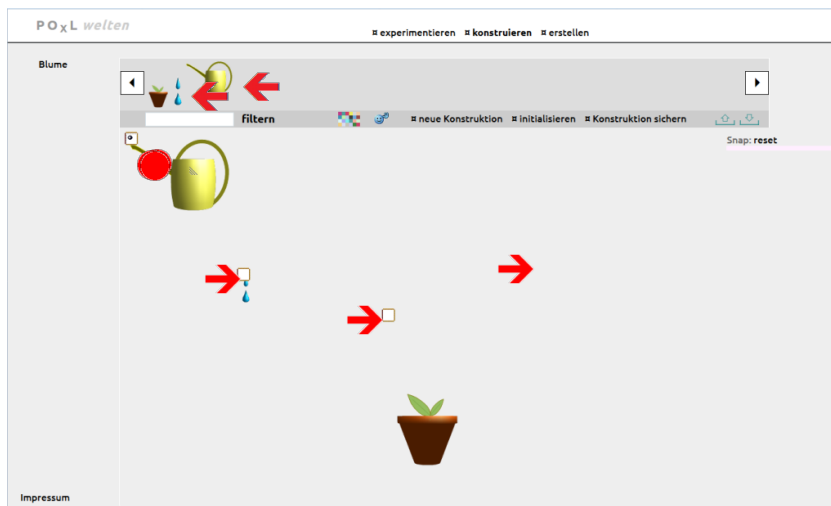 POXL welten
¤ experimentieren ¤ konstruieren ¤ erstellen
Blume
filtern
¤ neue Konstruktion ¤ initialisieren ¤ Konstruktion sichern
Snap: reset
Impressum